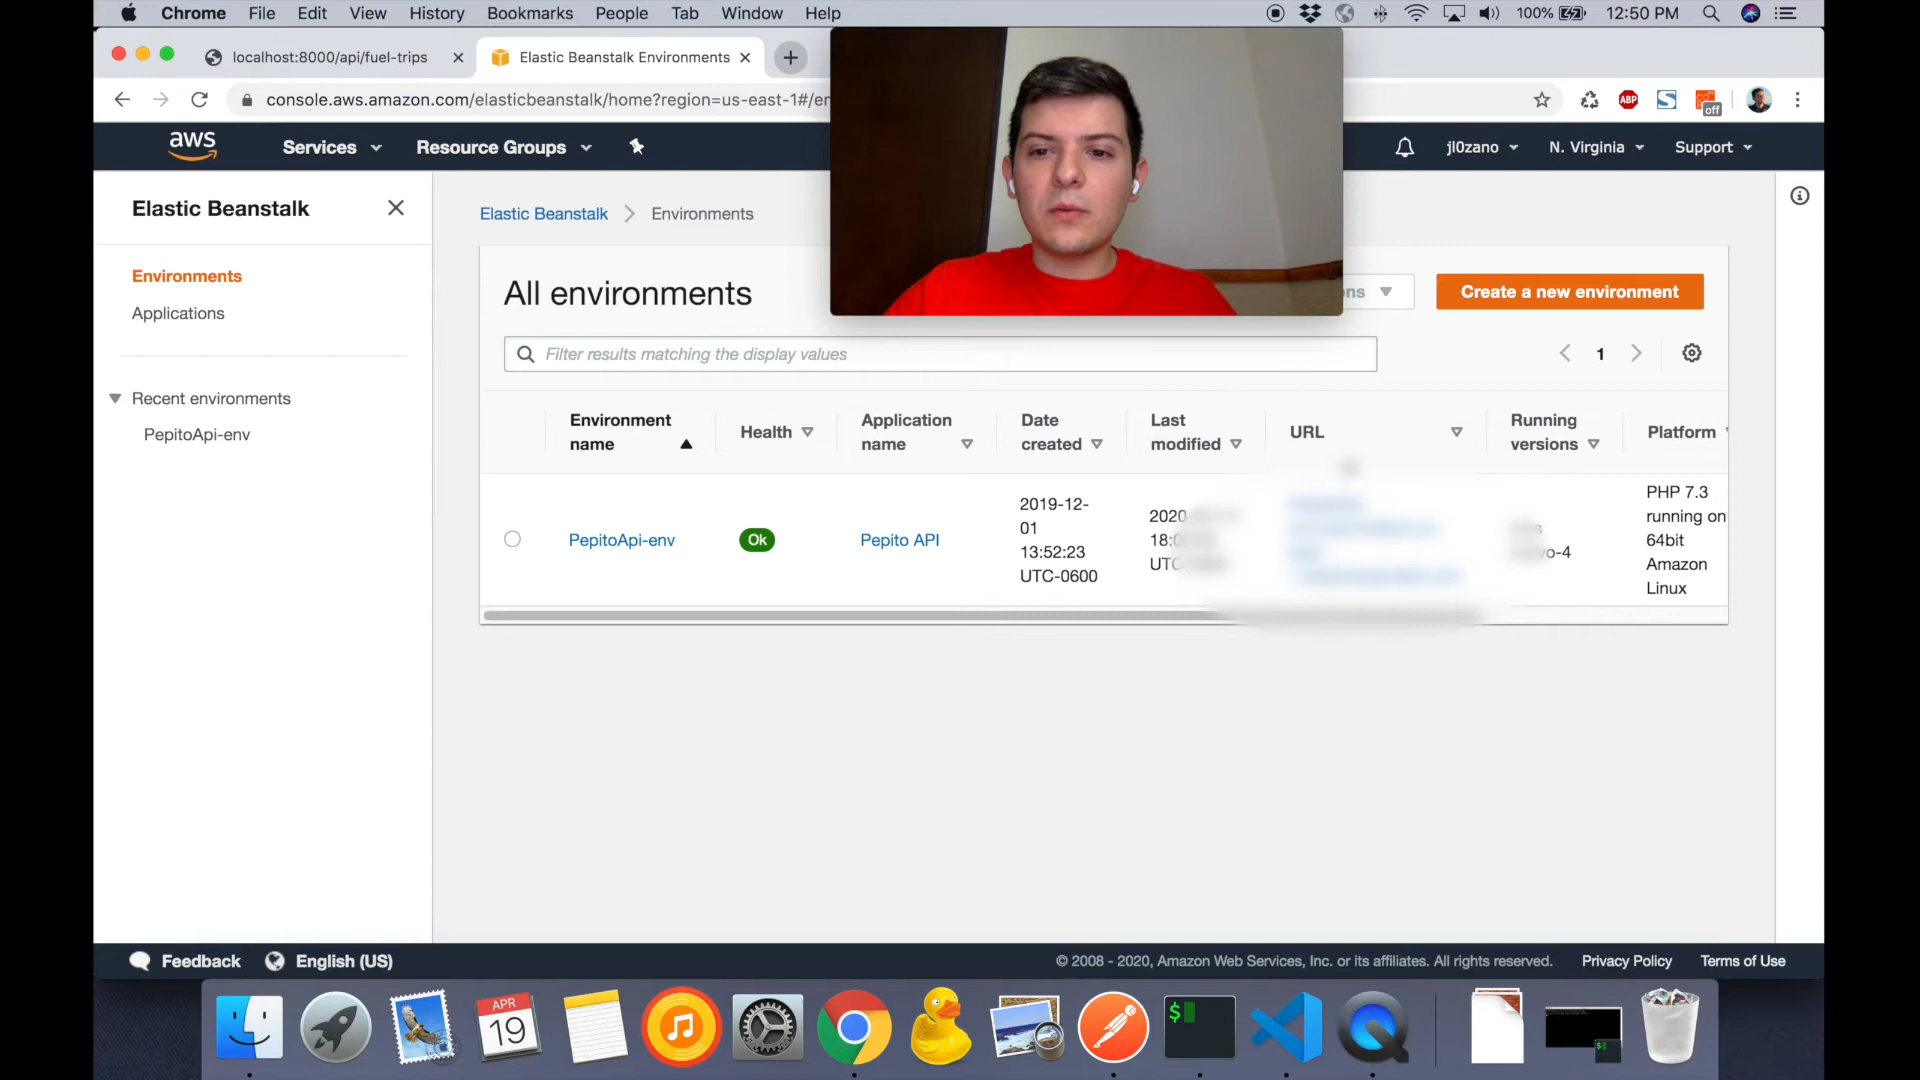 Chrome File Edit View History Bookmarks People Tab Window Help 100% 12:50 PM
localhost:8000/api/fuel-trips Elastic Beanstalk Environments
console.aws.amazon.com/elasticbeanstalk/home?region=us-east-1#/en ABP off
aws Services Resource Groups jl0zano N. Virginia Support
Elastic Beanstalk
Environments
Applications
Recent environments
PepitoApi-env
Elastic Beanstalk Environments
All environments
Create a new environment
Filter results matching the display values
1
Environment name
Health
Application name
Date created
Last modified
URL
Running versions
Platform
PepitoApi-env
Ok
Pepito API
2019-12-
01
13:52:23
UTC-0600
2020-
18:
UTC
PHP 7.3
running on
64bit
Amazon
Linux
Feedback English (US)
© 2008 - 2020, Amazon Web Services, Inc. or its affiliates. All rights reserved. Privacy Policy Terms of Use
APR
19
$
$